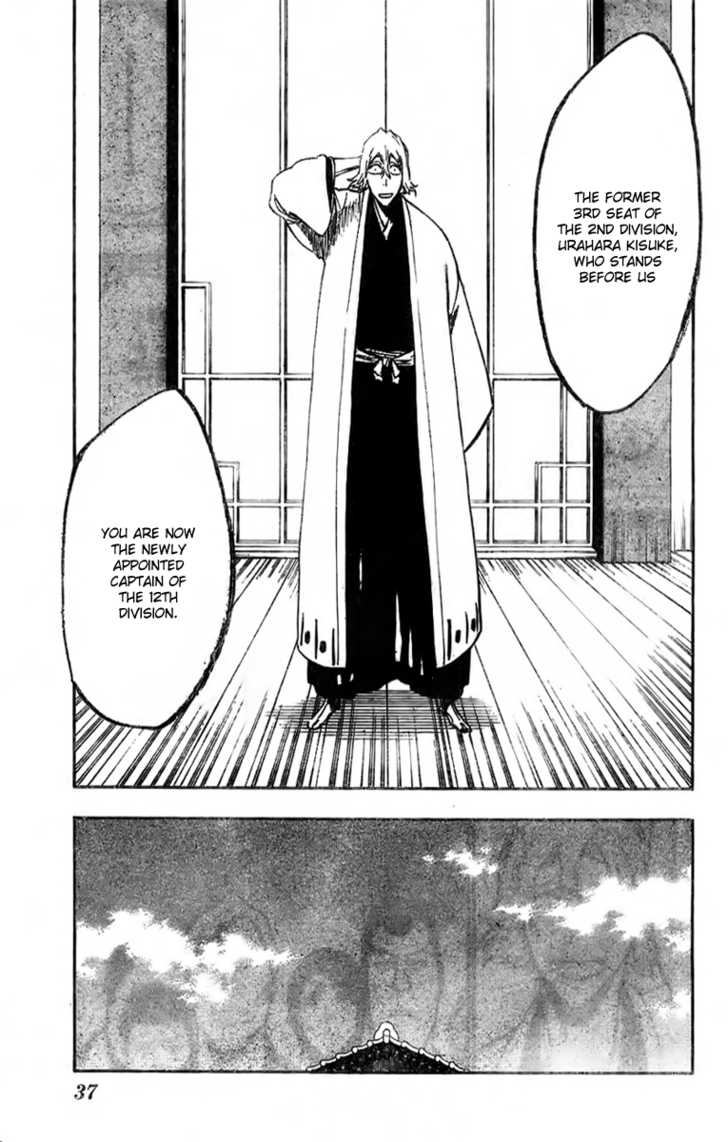 THE FORMER
3RD SEAT OF
THE 2ND DIVISION,
URAHARA KISUKE,
WHO STANDS
BEFORE US
YOU ARE NOW
THE NEWLY
APPOINTED
CAPTAIN OF
THE 12TH
DIVISION.
37